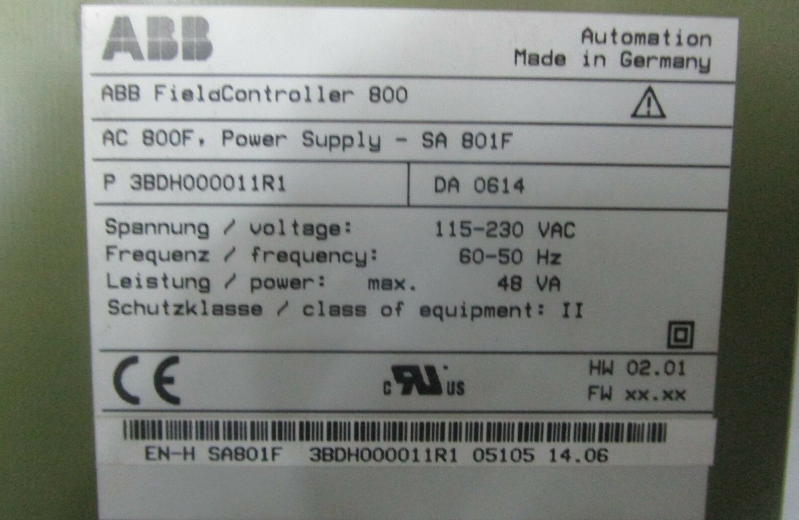 ABB
Automation
Made in Germany
ABB FieldController 800
AC 800F, Power Supply - SA 801F
P 3BDH000011R1 DA 0614
Spannung / voltage: 115-230 VAC
Frequenz / frequency: 60-50 Hz
Leistung / power: max. 48 VA
Schutzklasse / class of equipment: II
CE
c RU US
HW 02.01
FW xx.xx
EN-H SA801F 3BDH000011R1 05105 14.06